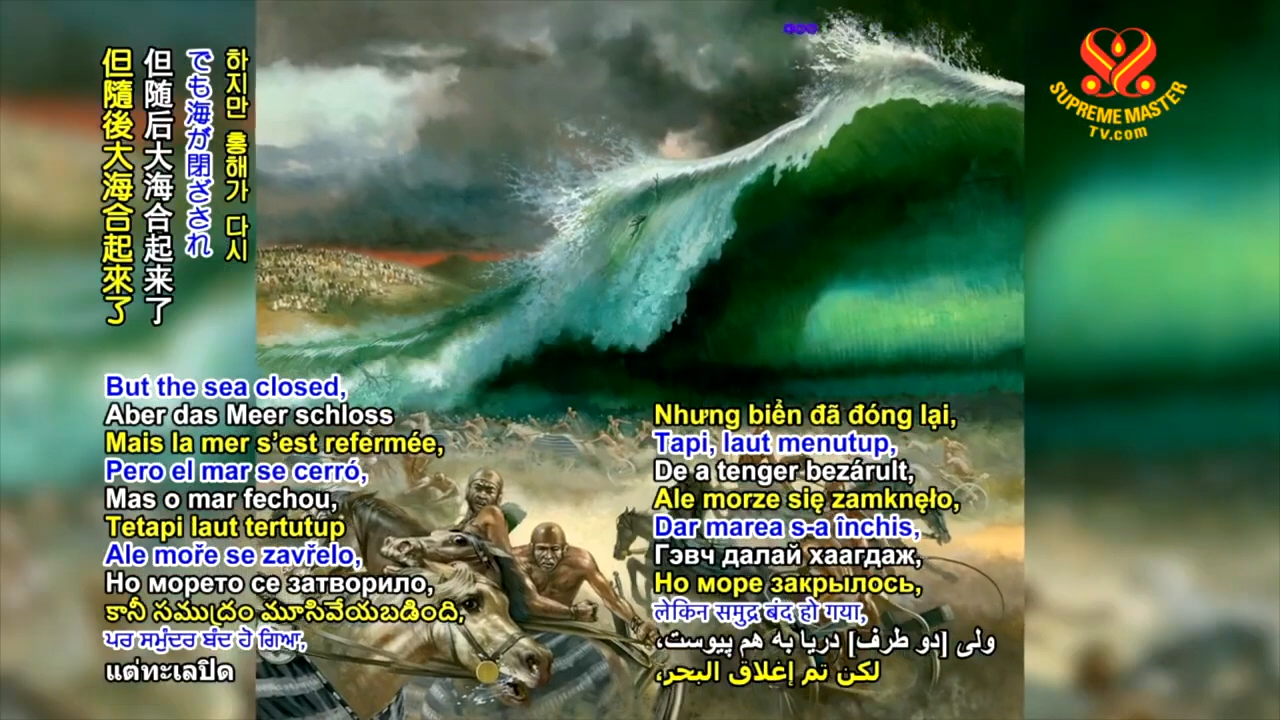 하지만 홍해가 다시
でも海が閉ざされ
但随后大海合起来了
但隨後大海合起來了
SUPREME MASTER
TV.com
But the sea closed,
Aber das Meer schloss
Mais la mer s’est refermée,
Pero el mar se cerró,
Mas o mar fechou,
Tetapi laut tertutup
Ale moře se zavřelo,
Но морето се затворило,
కానీ సముద్రం మూసివేయబడింది,
ਪਰ ਸਮੁੰਦਰ ਬੰਦ ਹੋ ਗਿਆ,
แต่ทะเลปิด
Nhưng biển đã đóng lại,
Tapi, laut menutup,
De a tenger bezárult,
Ale morze się zamknęło,
Dar marea s-a închis,
Гэвч далай хаагдаж,
Но море закрылось,
लेकिन समुद्र बंद हो गया,
ولی [دو طرف] دریا به هم پیوست،
لكن تم إغلاق البحر،